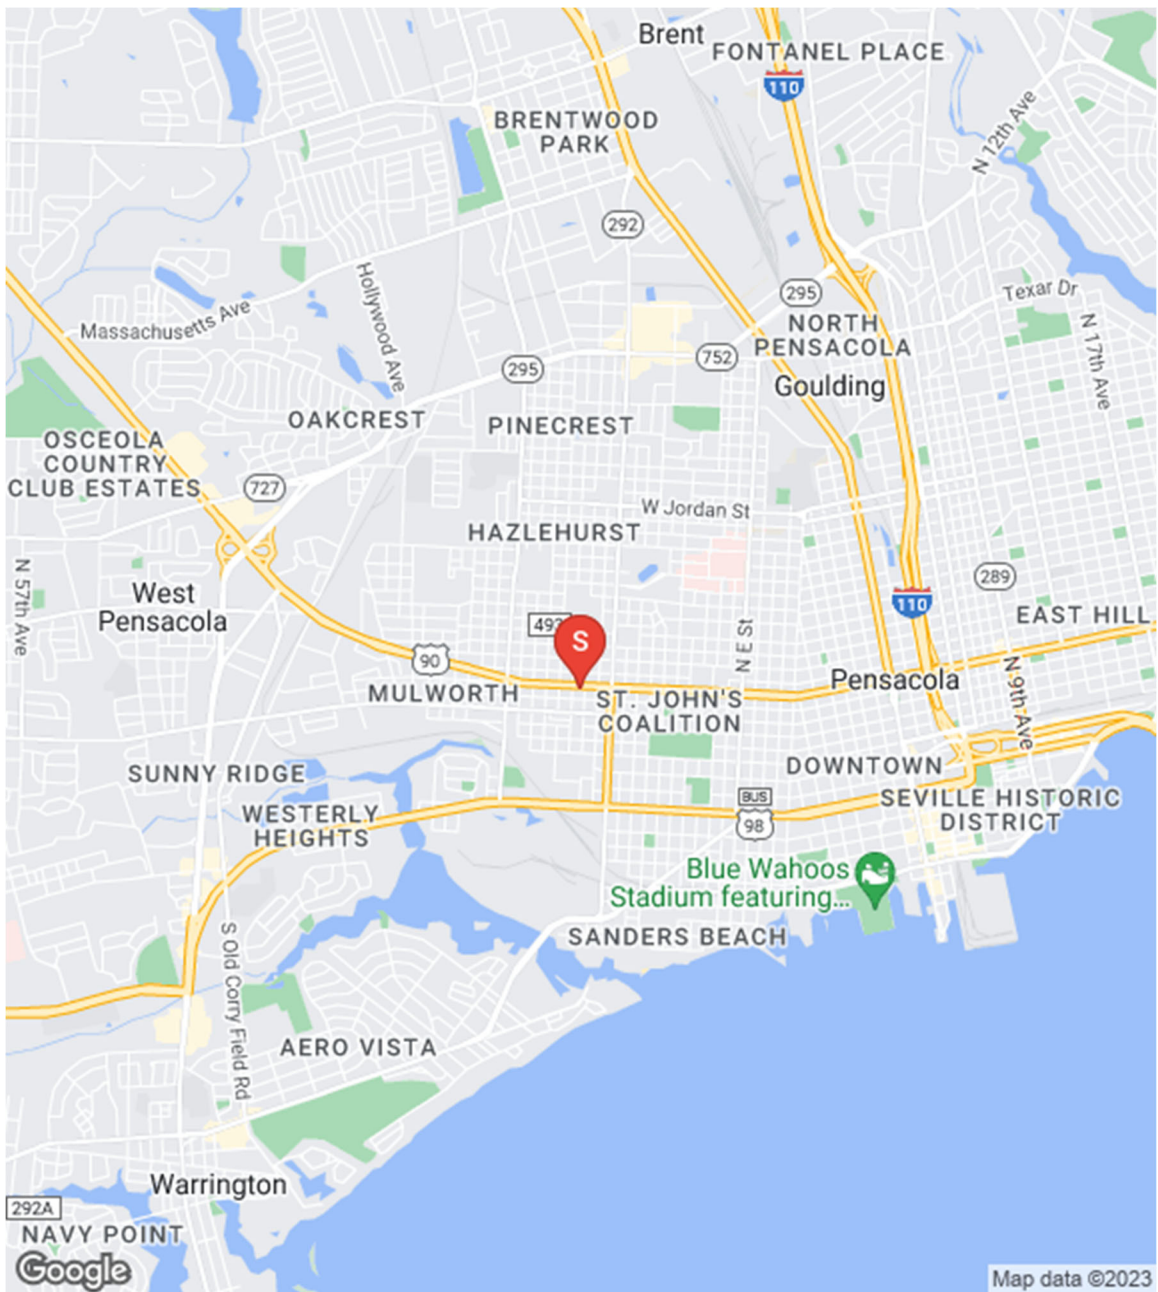 Brent
FONTANEL PLACE
110
N 12th Ave
BRENTWOOD
PARK
292
Hollywood Ave
295
Texar Dr
Massachusetts Ave
NORTH
PENSACOLA
N 17th Ave
752
295
Goulding
OAKCREST
PINECREST
OSCEOLA
COUNTRY
CLUB ESTATES
727
W Jordan St
HAZLEHURST
N 57th Ave
West
Pensacola
289
110
EAST HILL
S
N E St
90
MULWORTH
Pensacola
N 9th Ave
ST. JOHN'S
COALITION
SUNNY RIDGE
DOWNTOWN
WESTERLY
HEIGHTS
BUS
98
SEVILLE HISTORIC
DISTRICT
Blue Wahoos
Stadium featuring...
SANDERS BEACH
S Old Corry Field Rd
AERO VISTA
Warrington
292A
NAVY POINT
Google
Map data ©2023